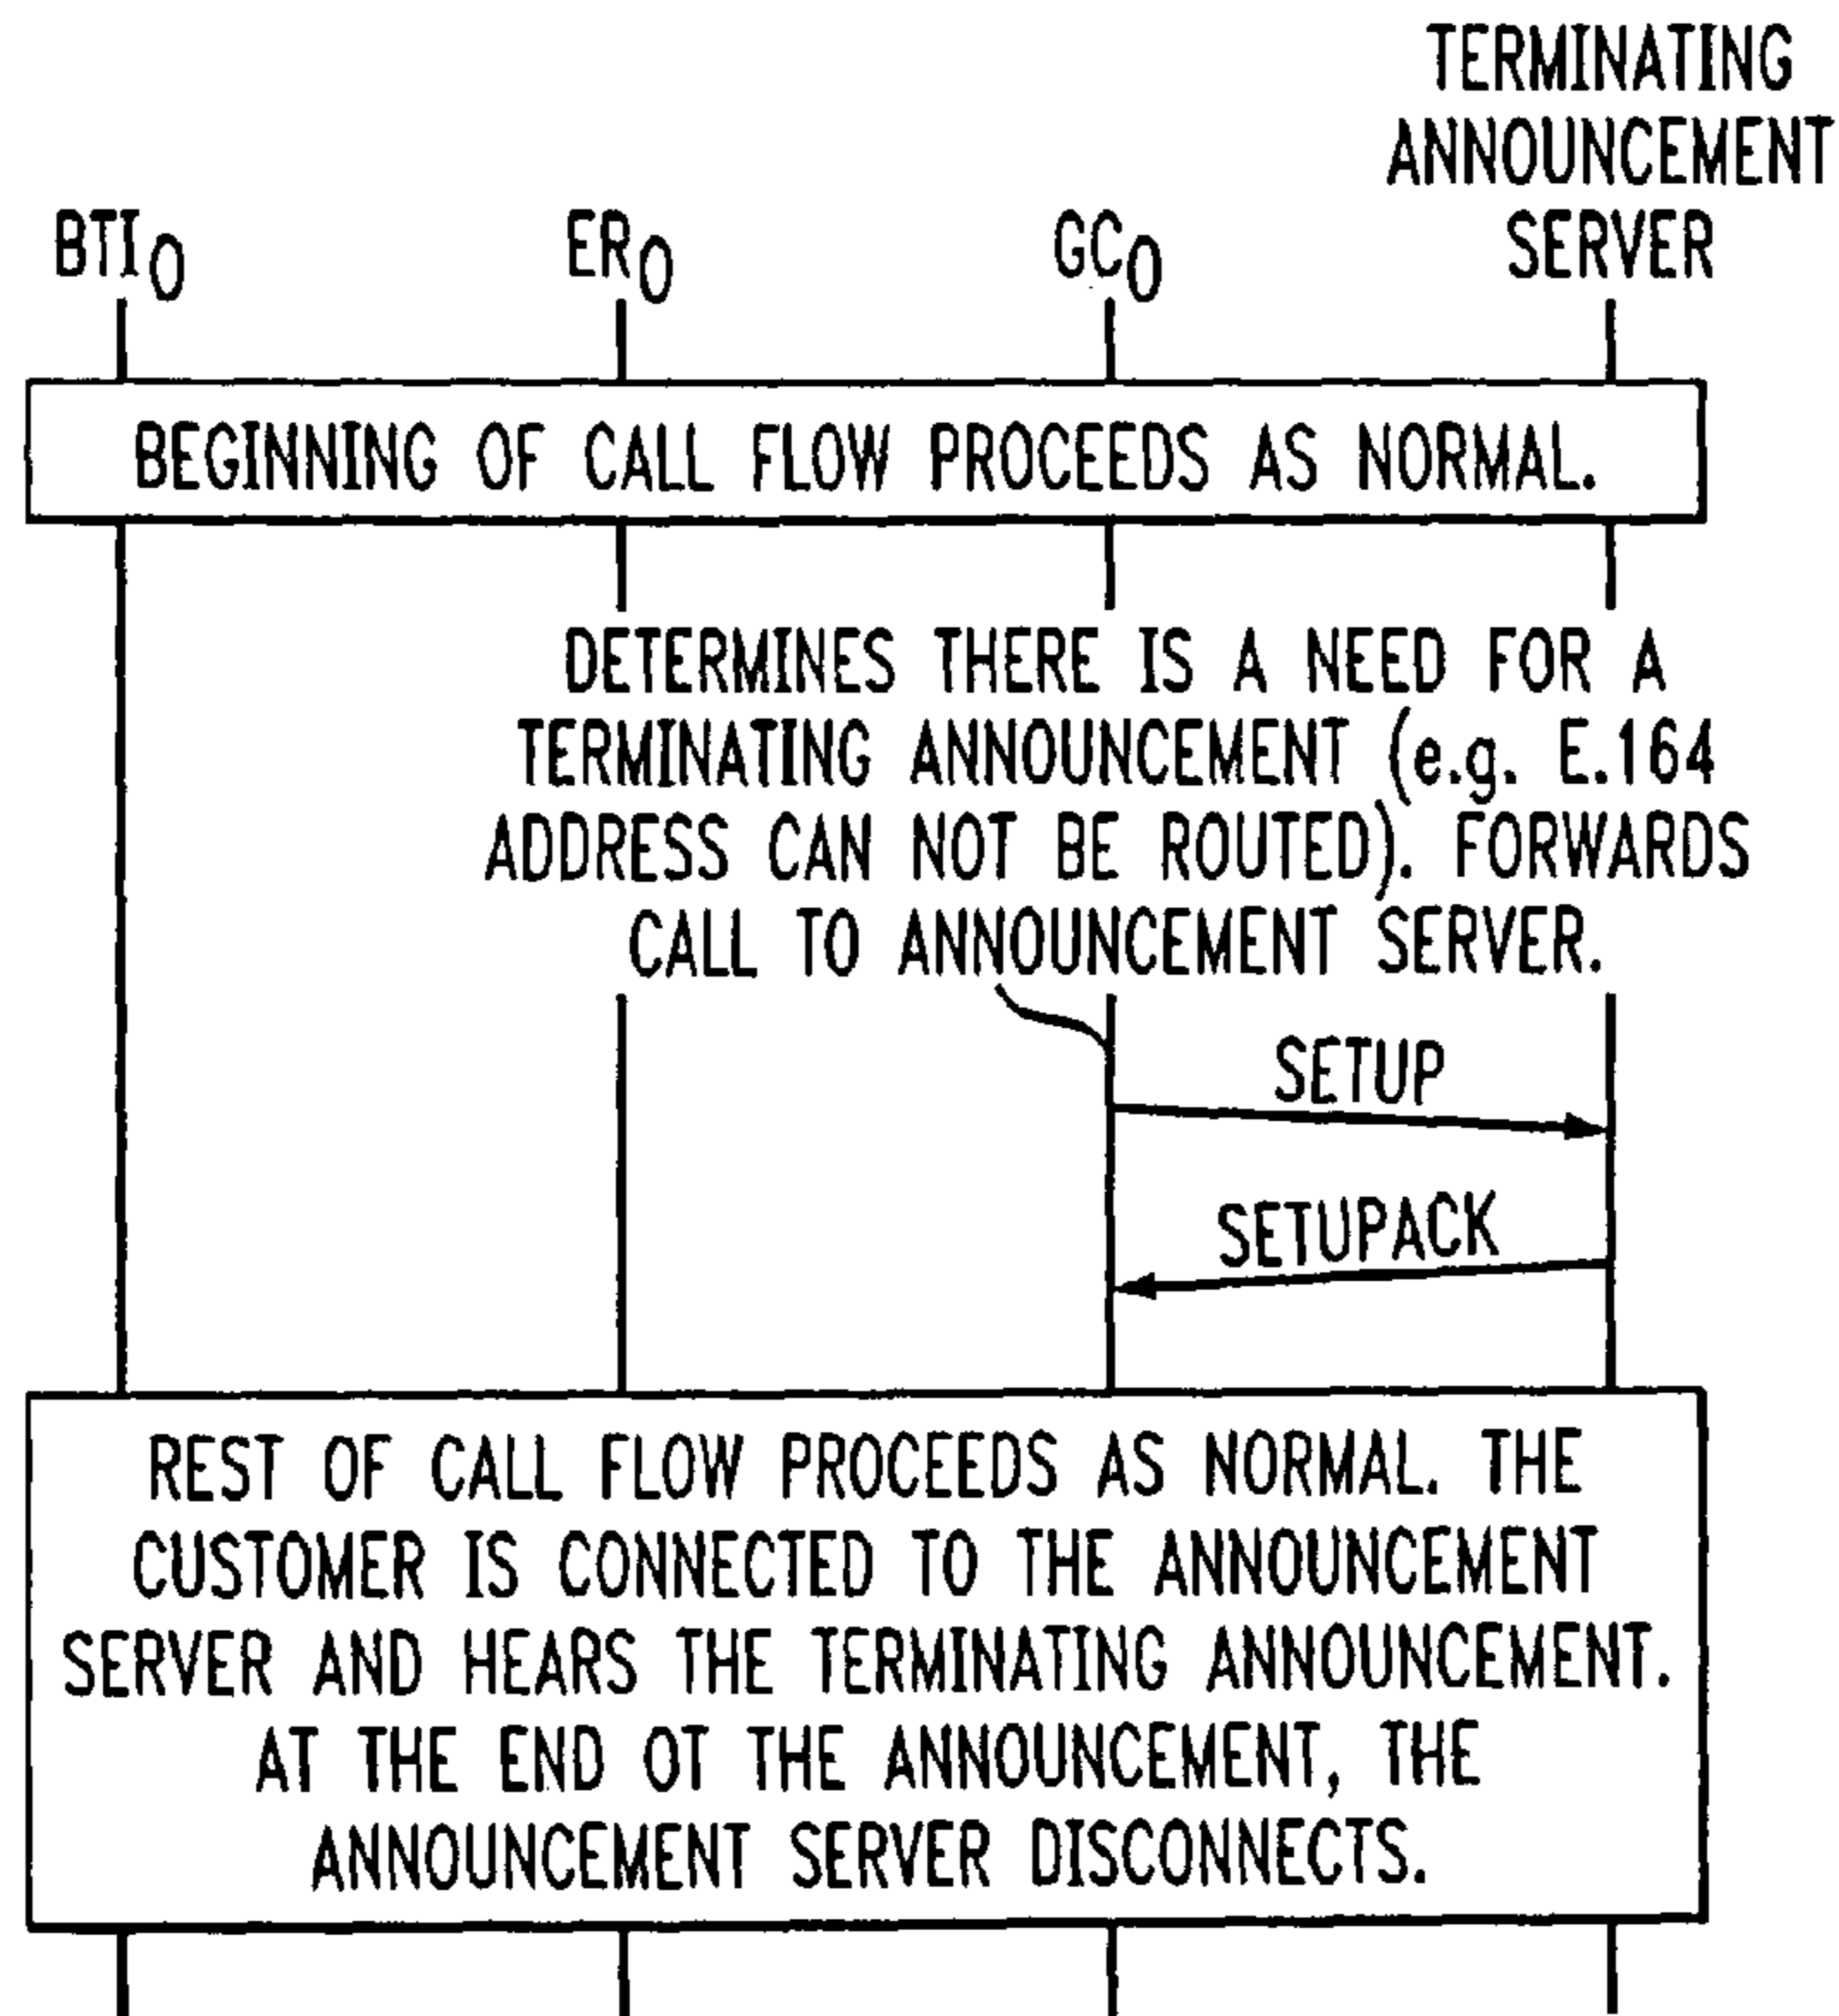 TERMINATING
ANNOUNCEMENT
SERVER
BTIO
ERO
GCO
BEGINNING OF CALL FLOW PROCEEDS AS NORMAL.
DETERMINES THERE IS A NEED FOR A
TERMINATING ANNOUNCEMENT (e.g. E.164
ADDRESS CAN NOT BE ROUTED). FORWARDS
CALL TO ANNOUNCEMENT SERVER.
SETUP
SETUPACK
REST OF CALL FLOW PROCEEDS AS NORMAL. THE
CUSTOMER IS CONNECTED TO THE ANNOUNCEMENT
SERVER AND HEARS THE TERMINATING ANNOUNCEMENT.
AT THE END OT THE ANNOUNCEMENT, THE
ANNOUNCEMENT SERVER DISCONNECTS.